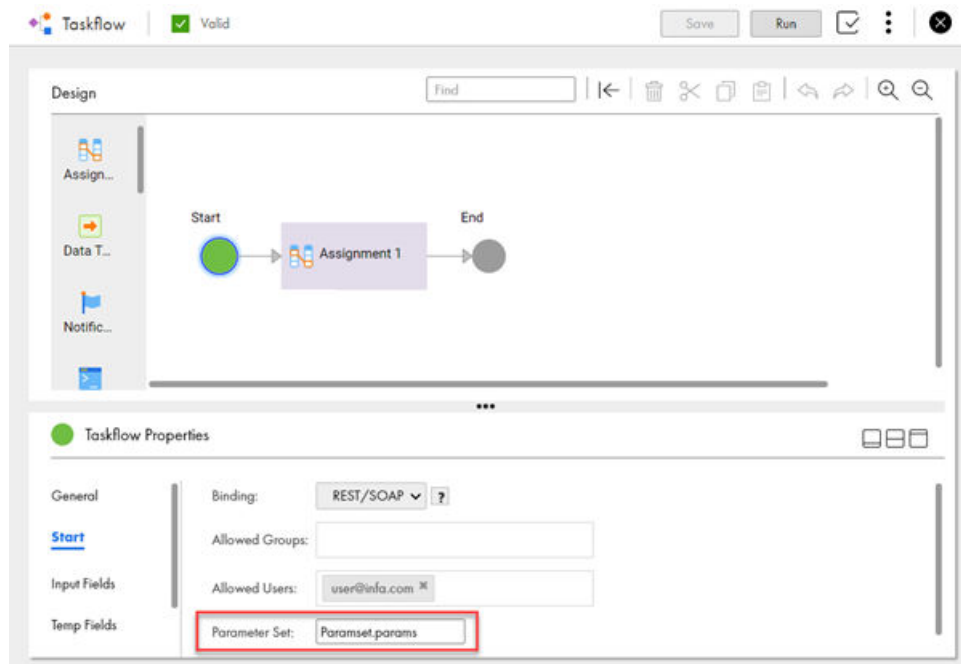 Taskflow Valid Save Run
Design Find
Assign...
Data T...
Notific...
Start End
Assignment 1
Taskflow Properties
General
Start
Input Fields
Temp Fields
Binding: REST/SOAP ?
Allowed Groups:
Allowed Users: user@infa.com
Parameter Set: Paramset.params